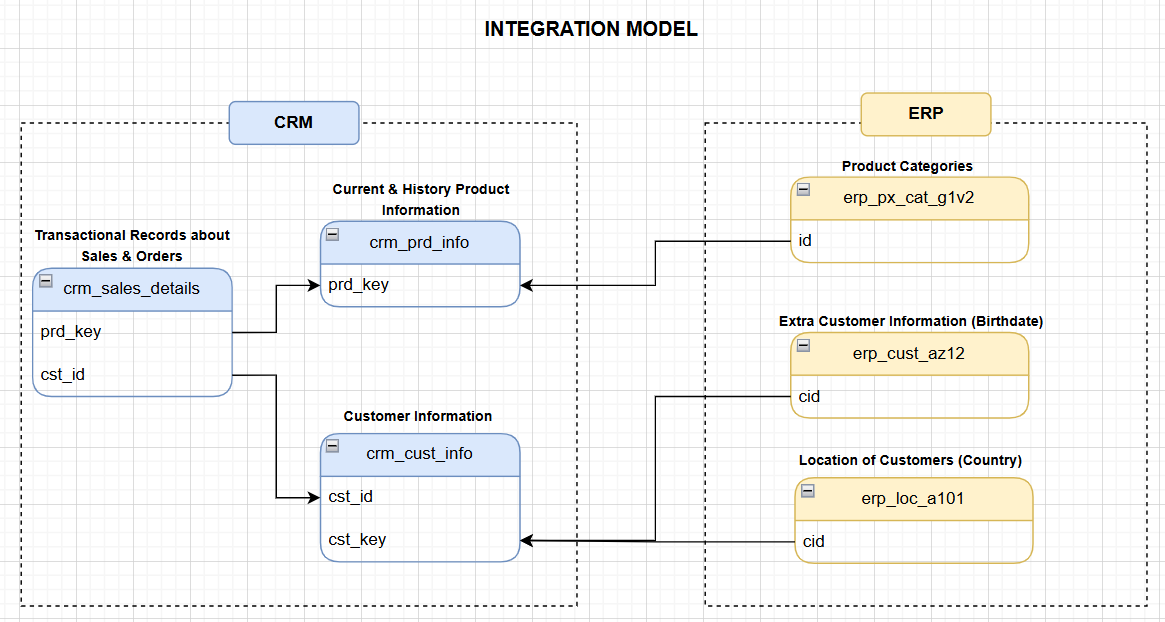 INTEGRATION MODEL
CRM
Transactional Records about
Sales & Orders
crm_sales_details
prd_key
cst_id
Current & History Product
Information
crm_prd_info
prd_key
Customer Information
crm_cust_info
cst_id
cst_key
ERP
Product Categories
erp_px_cat_g1v2
id
Extra Customer Information (Birthdate)
erp_cust_az12
cid
Location of Customers (Country)
erp_loc_a101
cid